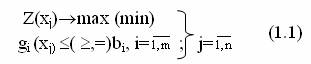 Z(xⱼ)→max (min)
gᵢ (xⱼ) ≤( ≥,=)bᵢ, i=1,m ; j=1,n (1.1)